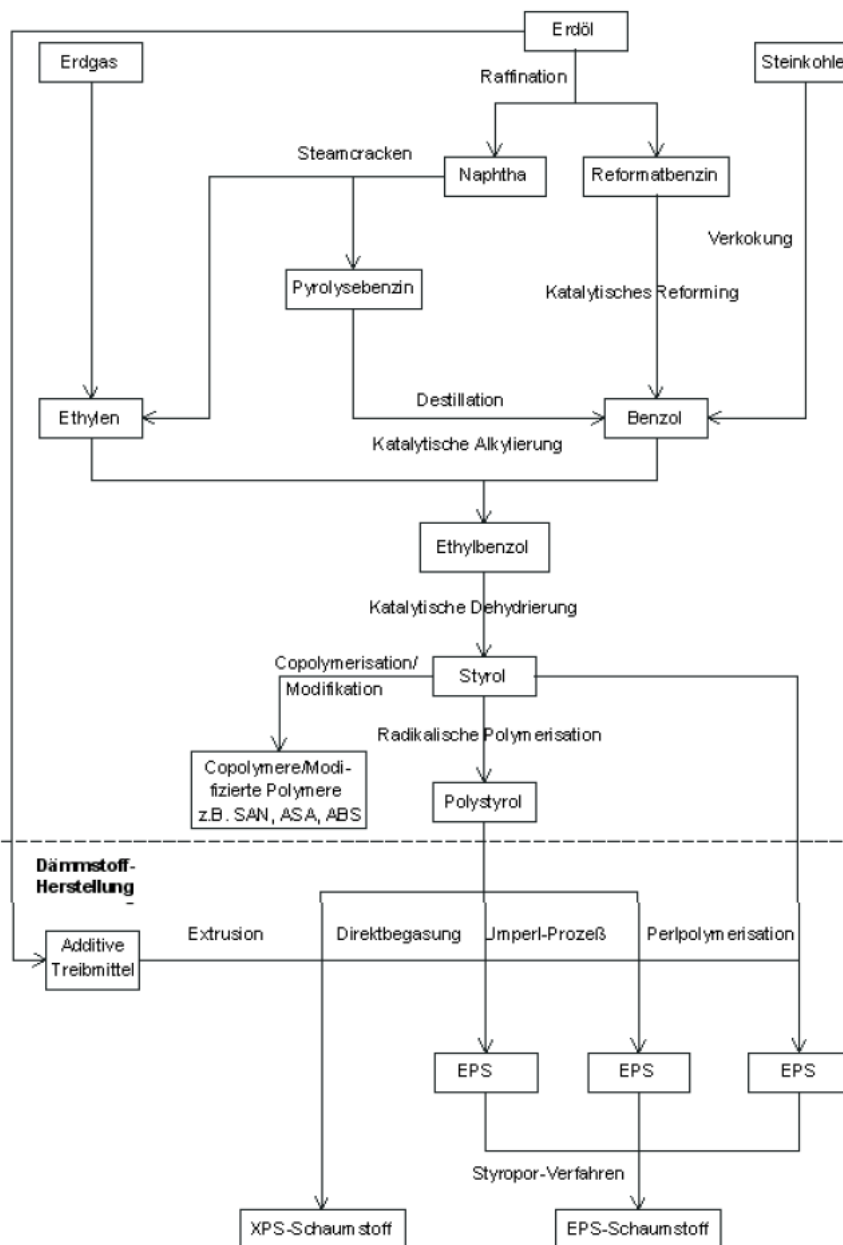 Erdöl
Erdgas
Steinkohle
Raffination
Steamcracken
Naphtha
Reformatbenzin
Verkokung
Pyrolysebenzin
Katalytisches Reforming
Destillation
Ethylen
Benzol
Katalytische Alkylierung
Ethylbenzol
Katalytische Dehydrierung
Copolymerisation/
Modifikation
Styrol
Radikalische Polymerisation
Copolymere/Modi-
fizierte Polymere
z.B. SAN, ASA, ABS
Polystyrol
Dämmstoff-
Herstellung
Additive
Treibmittel
Extrusion
Direktbegasung
Umperl-Prozeß
Perlpolymerisation
EPS
EPS
EPS
Styropor-Verfahren
XPS-Schaumstoff
EPS-Schaumstoff